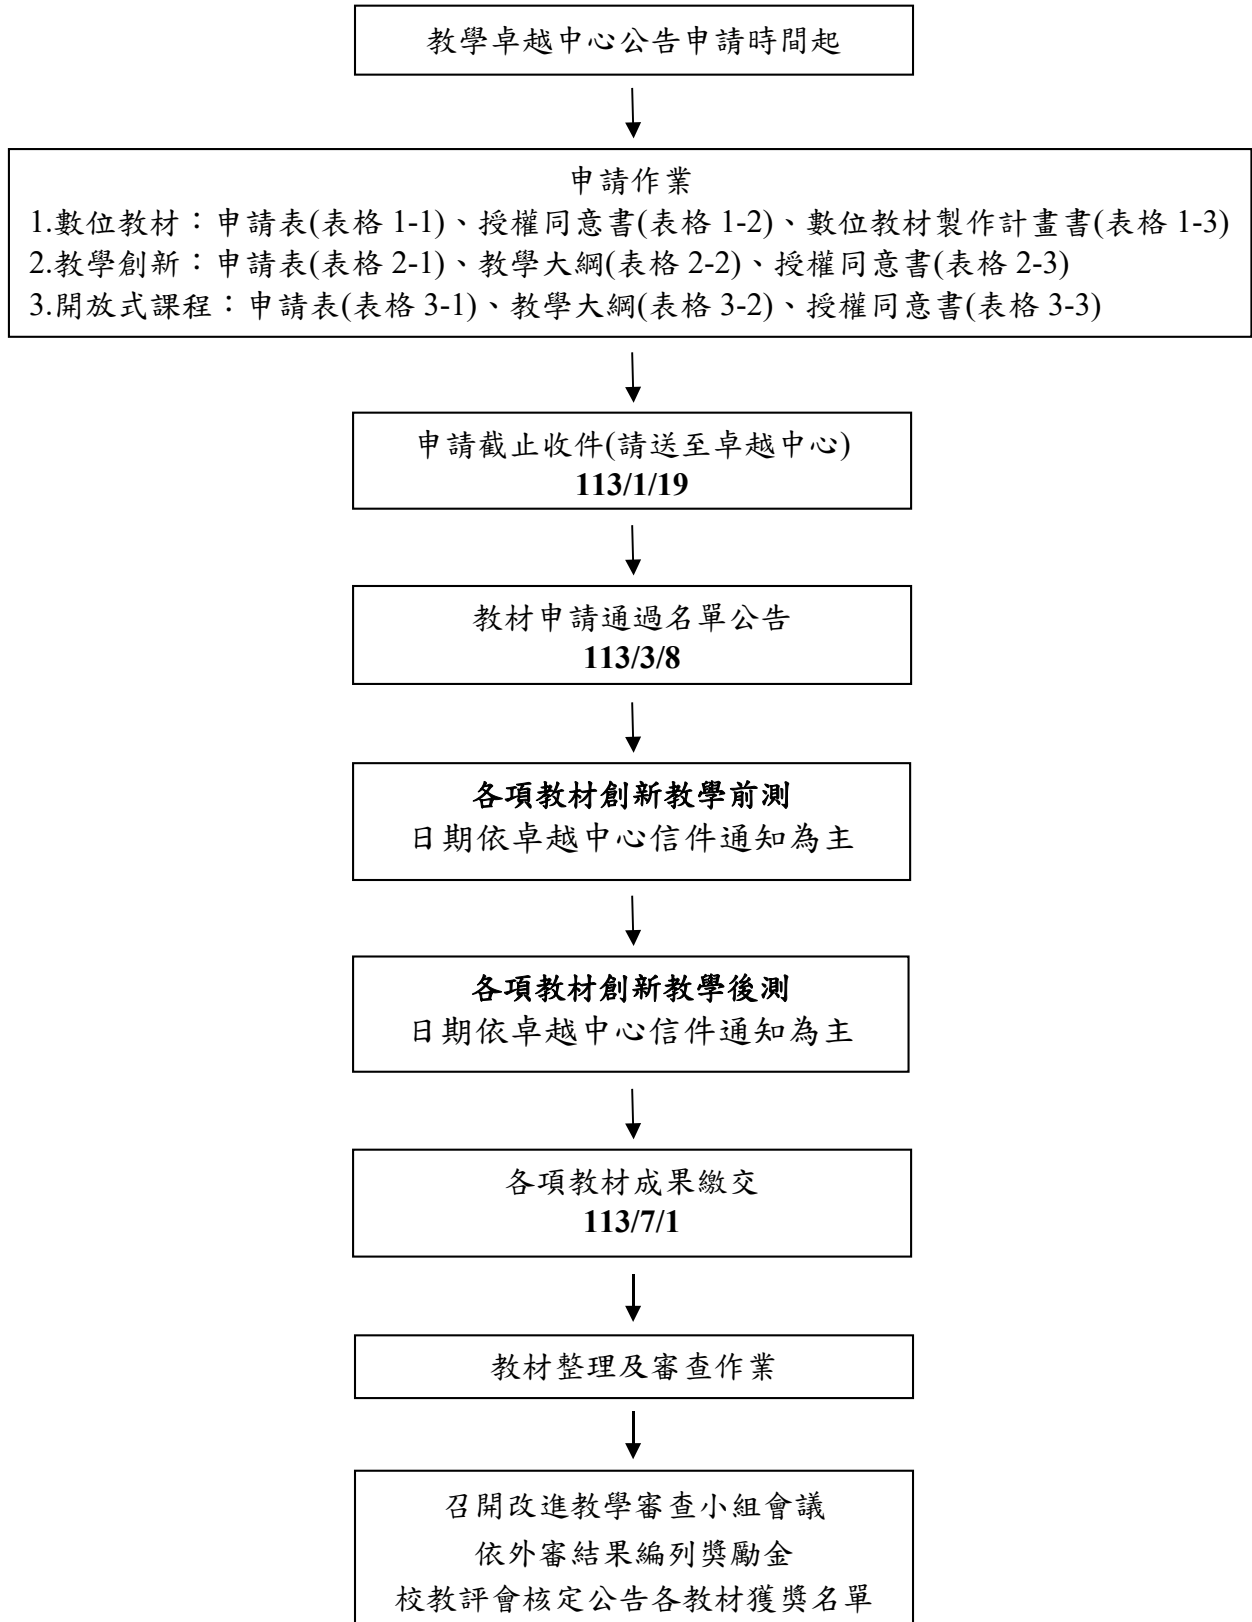 教學卓越中心公告申請時間起
申請作業
1.數位教材：申請表(表格 1-1)、授權同意書(表格 1-2)、數位教材製作計畫書(表格 1-3)
2.教學創新：申請表(表格 2-1)、教學大綱(表格 2-2)、授權同意書(表格 2-3)
3.開放式課程：申請表(表格 3-1)、教學大綱(表格 3-2)、授權同意書(表格 3-3)
申請截止收件(請送至卓越中心)
113/1/19
教材申請通過名單公告
113/3/8
各項教材創新教學前測
日期依卓越中心信件通知為主
各項教材創新教學後測
日期依卓越中心信件通知為主
各項教材成果繳交
113/7/1
教材整理及審查作業
召開改進教學審查小組會議
依外審結果編列獎勵金
校教評會核定公告各教材獲獎名單